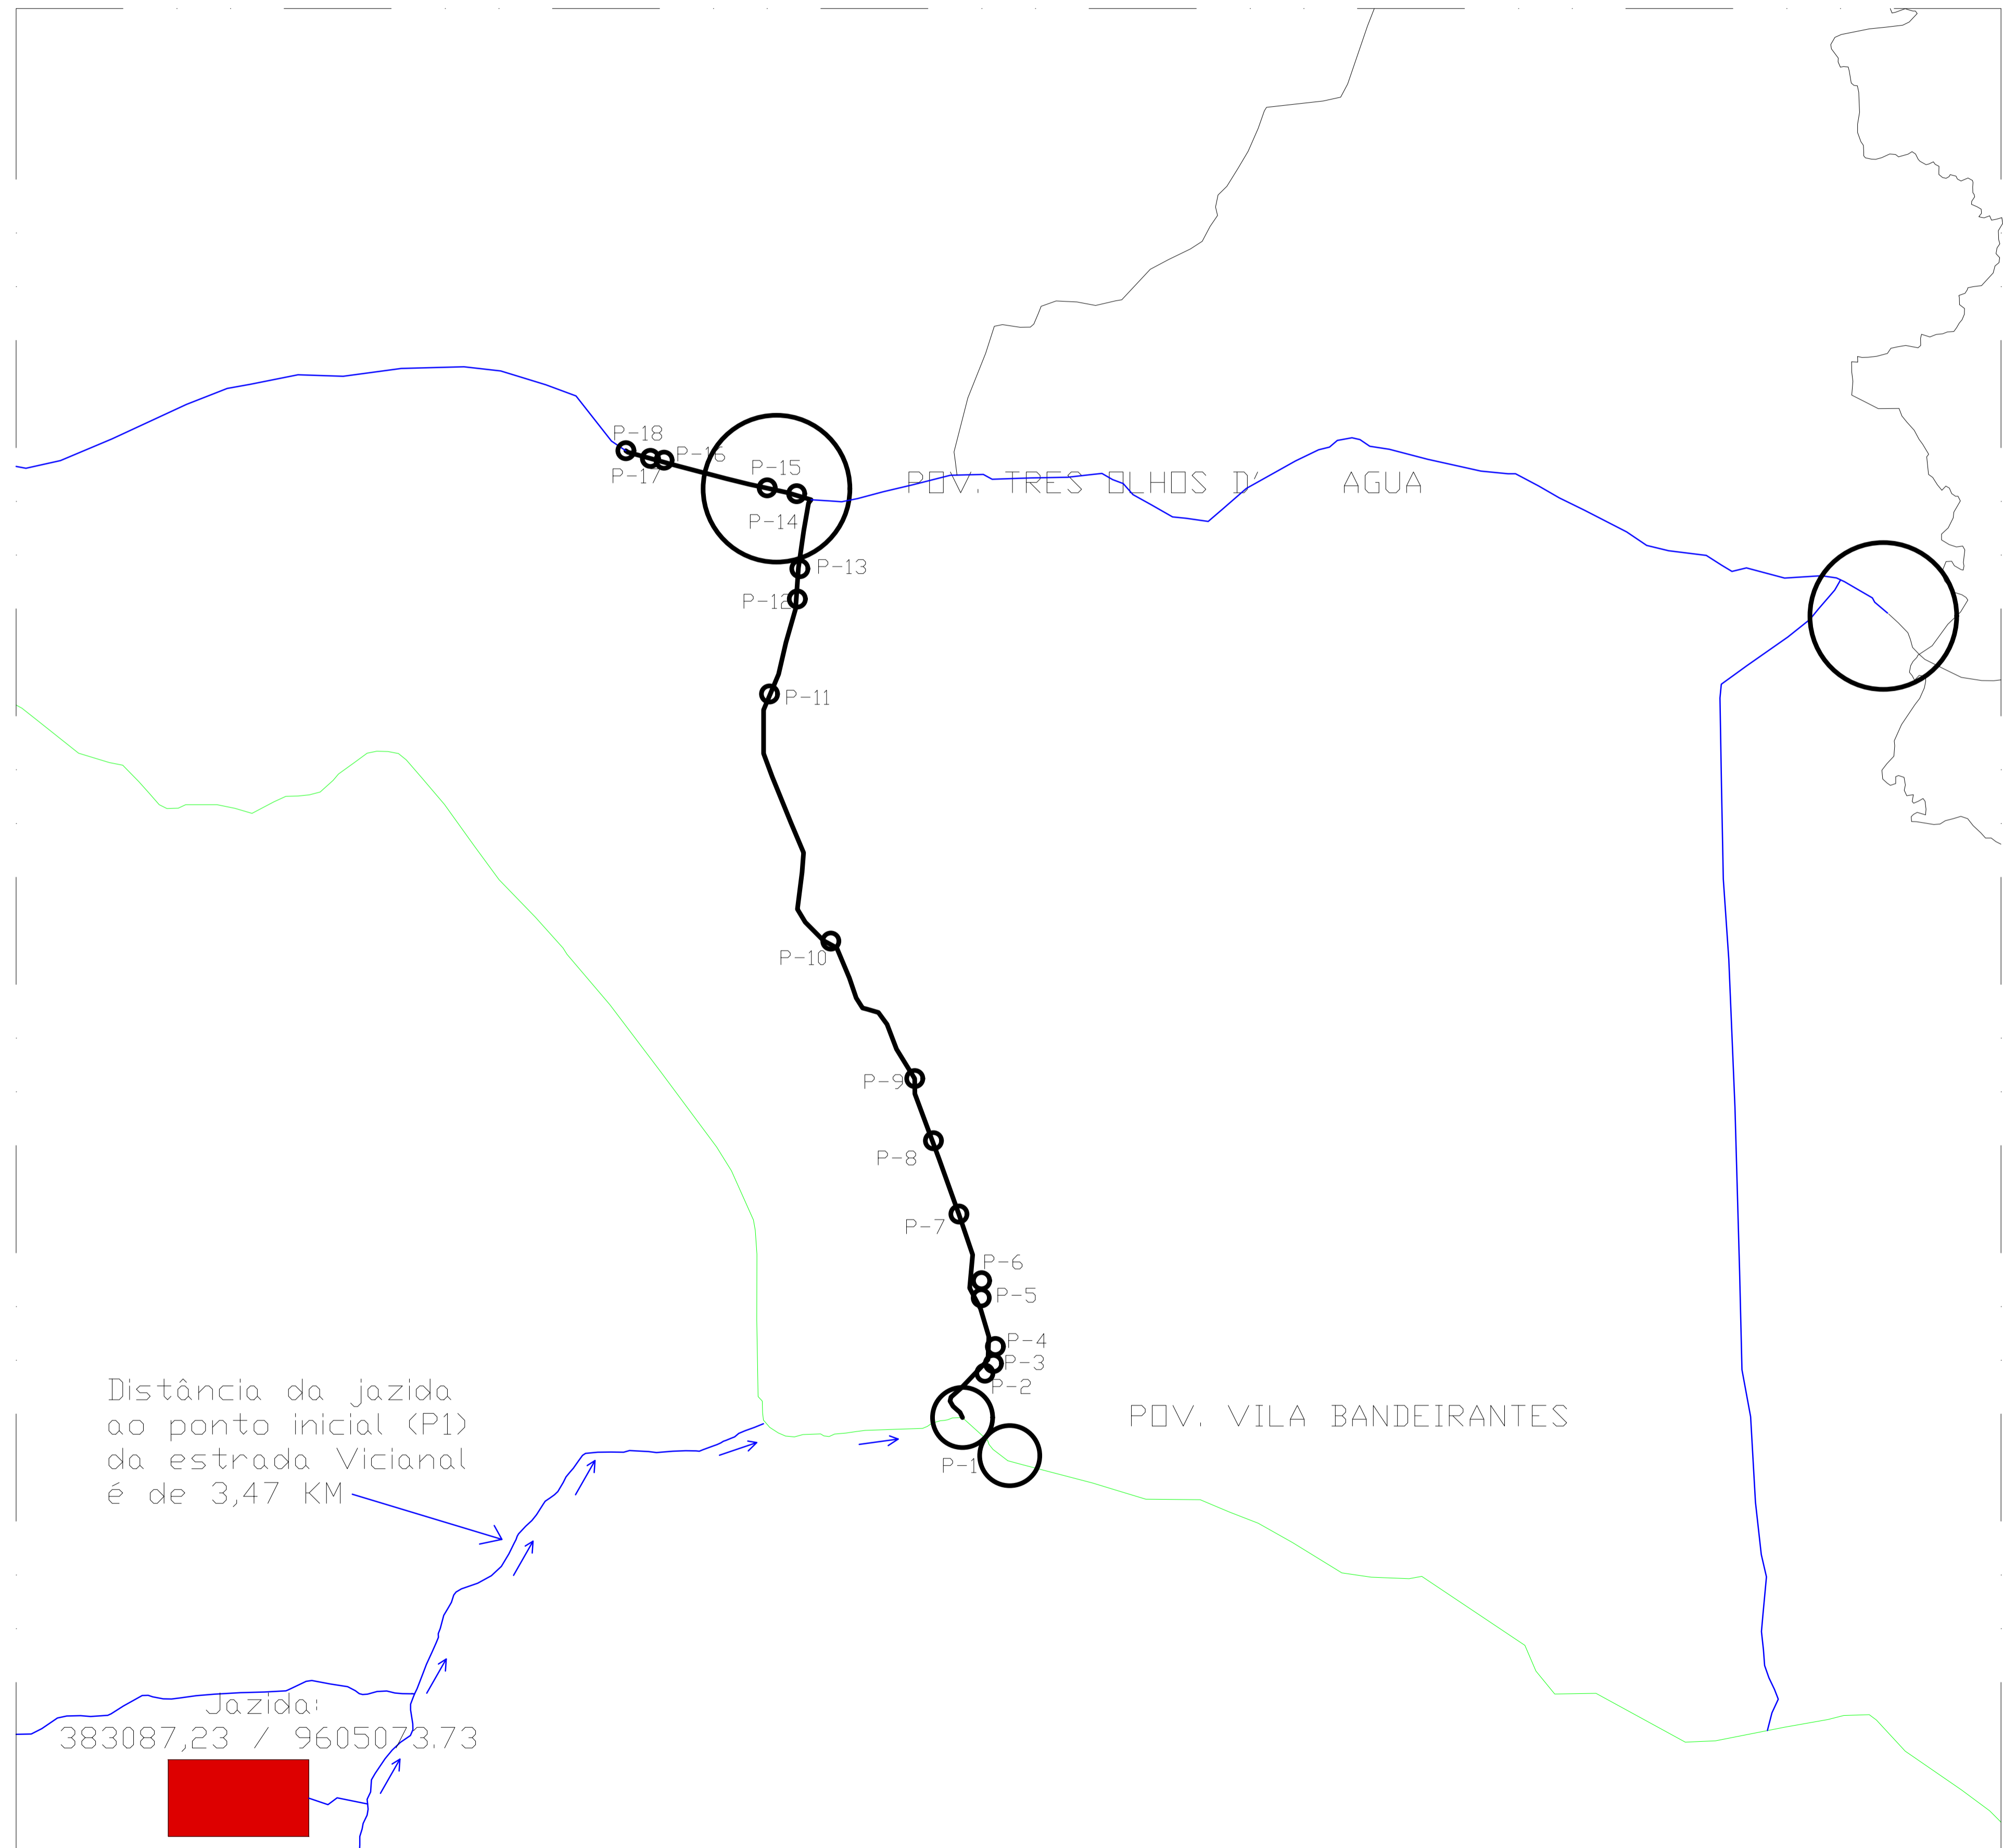 P-18
P-16
P-17
P-15
POV. TRES OLHOS D' AGUA
P-14
P-13
P-12
P-11
P-10
P-9
P-8
P-7
P-6
P-5
P-4
P-3
P-2
Distância da jazida
ao ponto inicial (P1)
da estrada Vicional
é de 3,47 KM
POV. VILA BANDEIRANTES
P-1
Jazida:
383087,23 / 9605073.73